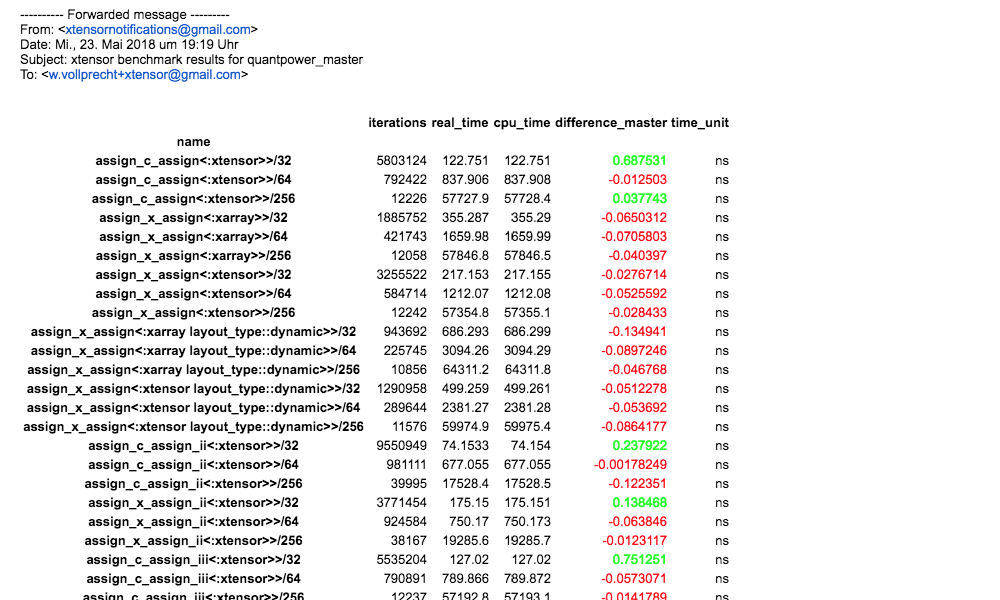 ---------- Forwarded message ---------
From: <xtensornotifications@gmail.com>
Date: Mi., 23. Mai 2018 um 19:19 Uhr
Subject: xtensor benchmark results for quantpower_master
To: <w.vollprecht+xtensor@gmail.com>
iterations real_time cpu_time difference_master time_unit
name
assign_c_assign<:xtensor>>/32 5803124 122.751 122.751 0.687531 ns
assign_c_assign<:xtensor>>/64 792422 837.906 837.908 -0.012503 ns
assign_c_assign<:xtensor>>/256 12226 57727.9 57728.4 0.037743 ns
assign_x_assign<:xarray>>/32 1885752 355.287 355.29 -0.0650312 ns
assign_x_assign<:xarray>>/64 421743 1659.98 1659.99 -0.0705803 ns
assign_x_assign<:xarray>>/256 12058 57846.8 57846.5 -0.040397 ns
assign_x_assign<:xtensor>>/32 3255522 217.153 217.155 -0.0276714 ns
assign_x_assign<:xtensor>>/64 584714 1212.07 1212.08 -0.0525592 ns
assign_x_assign<:xtensor>>/256 12242 57354.8 57355.1 -0.028433 ns
assign_x_assign<:xarray layout_type::dynamic>>/32 943692 686.293 686.299 -0.134941 ns
assign_x_assign<:xarray layout_type::dynamic>>/64 225745 3094.26 3094.29 -0.0897246 ns
assign_x_assign<:xarray layout_type::dynamic>>/256 10856 64311.2 64311.8 -0.046768 ns
assign_x_assign<:xtensor layout_type::dynamic>>/32 1290958 499.259 499.261 -0.0512278 ns
assign_x_assign<:xtensor layout_type::dynamic>>/64 289644 2381.27 2381.28 -0.053692 ns
assign_x_assign<:xtensor layout_type::dynamic>>/256 11576 59974.9 59975.4 -0.0864177 ns
assign_c_assign_ii<:xtensor>>/32 9550949 74.1533 74.154 0.237922 ns
assign_c_assign_ii<:xtensor>>/64 981111 677.055 677.055 -0.00178249 ns
assign_c_assign_ii<:xtensor>>/256 39995 17528.4 17528.5 -0.122351 ns
assign_x_assign_ii<:xtensor>>/32 3771454 175.15 175.151 0.138468 ns
assign_x_assign_ii<:xtensor>>/64 924584 750.17 750.173 -0.063846 ns
assign_x_assign_ii<:xtensor>>/256 38167 19285.6 19285.7 -0.0123117 ns
assign_c_assign_iii<:xtensor>>/32 5535204 127.02 127.02 0.751251 ns
assign_c_assign_iii<:xtensor>>/64 790891 789.866 789.872 -0.0573071 ns
assign_c_assign_iii<:xtensor>>/256 12237 57192.8 57193.1 -0.0141789 ns